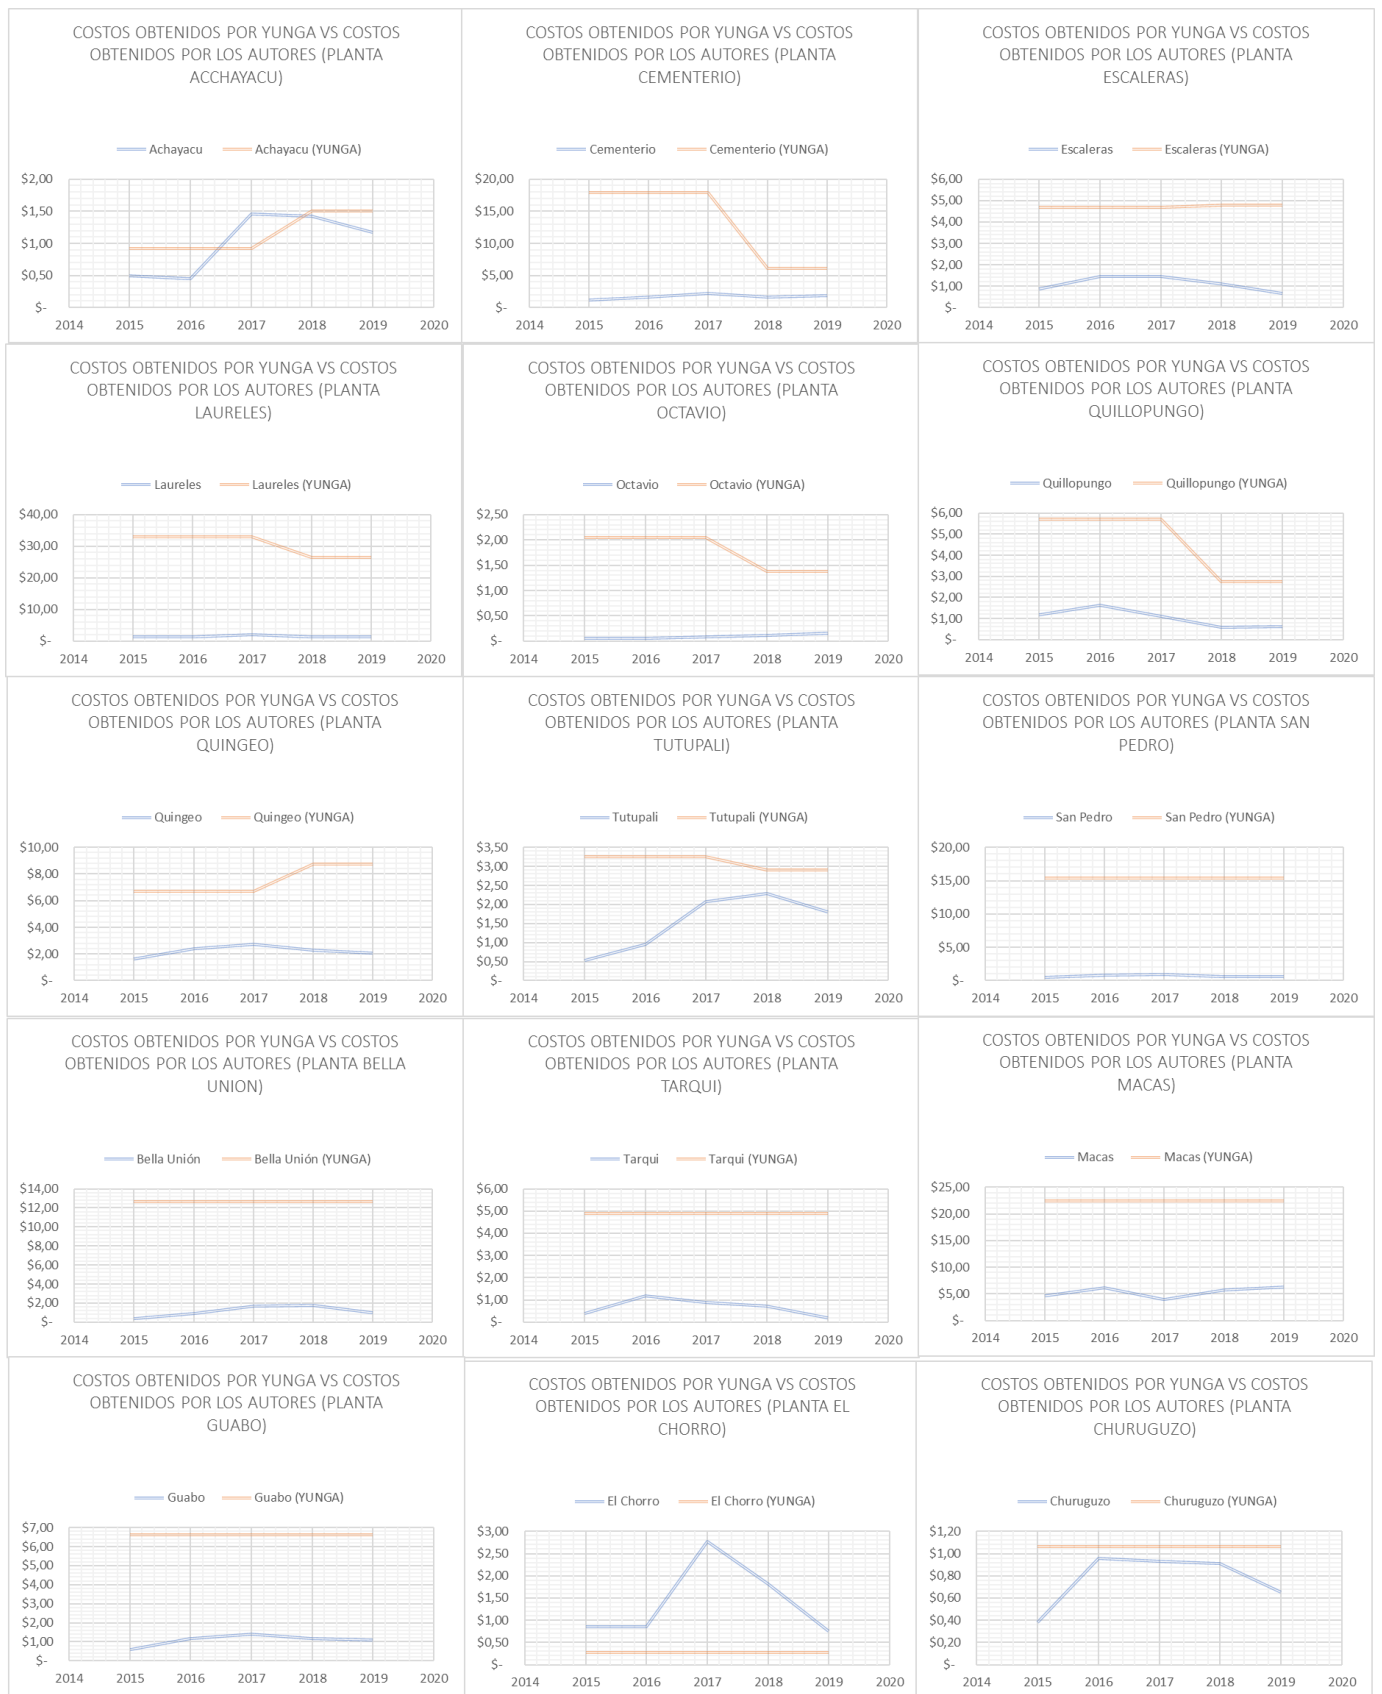 COSTOS OBTENIDOS POR YUNGA VS COSTOS
OBTENIDOS POR LOS AUTORES (PLANTA
ACCHAYACU)
Achayacu Achayacu (YUNGA)
$2,00
$1,50
$1,00
$0,50
$-
2014 2015 2016 2017 2018 2019 2020
COSTOS OBTENIDOS POR YUNGA VS COSTOS
OBTENIDOS POR LOS AUTORES (PLANTA
CEMENTERIO)
Cementerio Cementerio (YUNGA)
$20,00
$15,00
$10,00
$5,00
$-
2014 2015 2016 2017 2018 2019 2020
COSTOS OBTENIDOS POR YUNGA VS COSTOS
OBTENIDOS POR LOS AUTORES (PLANTA
ESCALERAS)
Escaleras Escaleras (YUNGA)
$6,00
$5,00
$4,00
$3,00
$2,00
$1,00
$-
2014 2015 2016 2017 2018 2019 2020
COSTOS OBTENIDOS POR YUNGA VS COSTOS
OBTENIDOS POR LOS AUTORES (PLANTA
LAURELES)
Laureles Laureles (YUNGA)
$40,00
$30,00
$20,00
$10,00
$-
2014 2015 2016 2017 2018 2019 2020
COSTOS OBTENIDOS POR YUNGA VS COSTOS
OBTENIDOS POR LOS AUTORES (PLANTA
OCTAVIO)
Octavio Octavio (YUNGA)
$2,50
$2,00
$1,50
$1,00
$0,50
$-
2014 2015 2016 2017 2018 2019 2020
COSTOS OBTENIDOS POR YUNGA VS COSTOS
OBTENIDOS POR LOS AUTORES (PLANTA
QUILLOPUNGO)
Quillopungo Quillopungo (YUNGA)
$6,00
$5,00
$4,00
$3,00
$2,00
$1,00
$-
2014 2015 2016 2017 2018 2019 2020
COSTOS OBTENIDOS POR YUNGA VS COSTOS
OBTENIDOS POR LOS AUTORES (PLANTA
QUINGEO)
Quingeo Quingeo (YUNGA)
$10,00
$8,00
$6,00
$4,00
$2,00
$-
2014 2015 2016 2017 2018 2019 2020
COSTOS OBTENIDOS POR YUNGA VS COSTOS
OBTENIDOS POR LOS AUTORES (PLANTA
TUTUPALI)
Tutupali Tutupali (YUNGA)
$3,50
$3,00
$2,50
$2,00
$1,50
$1,00
$0,50
$-
2014 2015 2016 2017 2018 2019 2020
COSTOS OBTENIDOS POR YUNGA VS COSTOS
OBTENIDOS POR LOS AUTORES (PLANTA SAN
PEDRO)
San Pedro San Pedro (YUNGA)
$20,00
$15,00
$10,00
$5,00
$-
2014 2015 2016 2017 2018 2019 2020
COSTOS OBTENIDOS POR YUNGA VS COSTOS
OBTENIDOS POR LOS AUTORES (PLANTA BELLA
UNION)
Bella Unión Bella Unión (YUNGA)
$14,00
$12,00
$10,00
$8,00
$6,00
$4,00
$2,00
$-
2014 2015 2016 2017 2018 2019 2020
COSTOS OBTENIDOS POR YUNGA VS COSTOS
OBTENIDOS POR LOS AUTORES (PLANTA
TARQUI)
Tarqui Tarqui (YUNGA)
$6,00
$5,00
$4,00
$3,00
$2,00
$1,00
$-
2014 2015 2016 2017 2018 2019 2020
COSTOS OBTENIDOS POR YUNGA VS COSTOS
OBTENIDOS POR LOS AUTORES (PLANTA
MACAS)
Macas Macas (YUNGA)
$25,00
$20,00
$15,00
$10,00
$5,00
$-
2014 2015 2016 2017 2018 2019 2020
COSTOS OBTENIDOS POR YUNGA VS COSTOS
OBTENIDOS POR LOS AUTORES (PLANTA
GUABO)
Guabo Guabo (YUNGA)
$7,00
$6,00
$5,00
$4,00
$3,00
$2,00
$1,00
$-
2014 2015 2016 2017 2018 2019 2020
COSTOS OBTENIDOS POR YUNGA VS COSTOS
OBTENIDOS POR LOS AUTORES (PLANTA EL
CHORRO)
El Chorro El Chorro (YUNGA)
$3,00
$2,50
$2,00
$1,50
$1,00
$0,50
$-
2014 2015 2016 2017 2018 2019 2020
COSTOS OBTENIDOS POR YUNGA VS COSTOS
OBTENIDOS POR LOS AUTORES (PLANTA
CHURUGUZO)
Churuguzo Churuguzo (YUNGA)
$1,20
$1,00
$0,80
$0,60
$0,40
$0,20
$-
2014 2015 2016 2017 2018 2019 2020